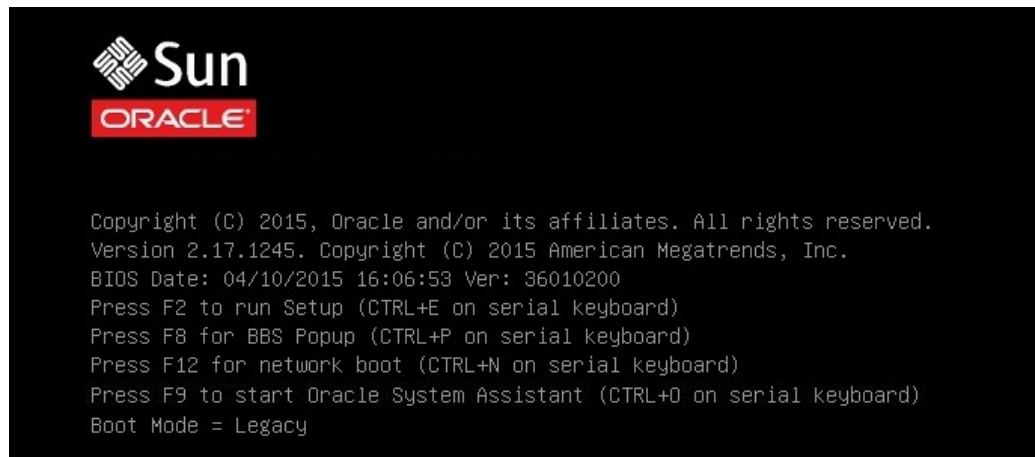 Sun
ORACLE
Copyright (C) 2015, Oracle and/or its affiliates. All rights reserved.
Version 2.17.1245. Copyright (C) 2015 American Megatrends, Inc.
BIOS Date: 04/10/2015 16:06:53 Ver: 36010200
Press F2 to run Setup (CTRL+E on serial keyboard)
Press F8 for BBS Popup (CTRL+P on serial keyboard)
Press F12 for network boot (CTRL+N on serial keyboard)
Press F9 to start Oracle System Assistant (CTRL+O on serial keyboard)
Boot Mode = Legacy